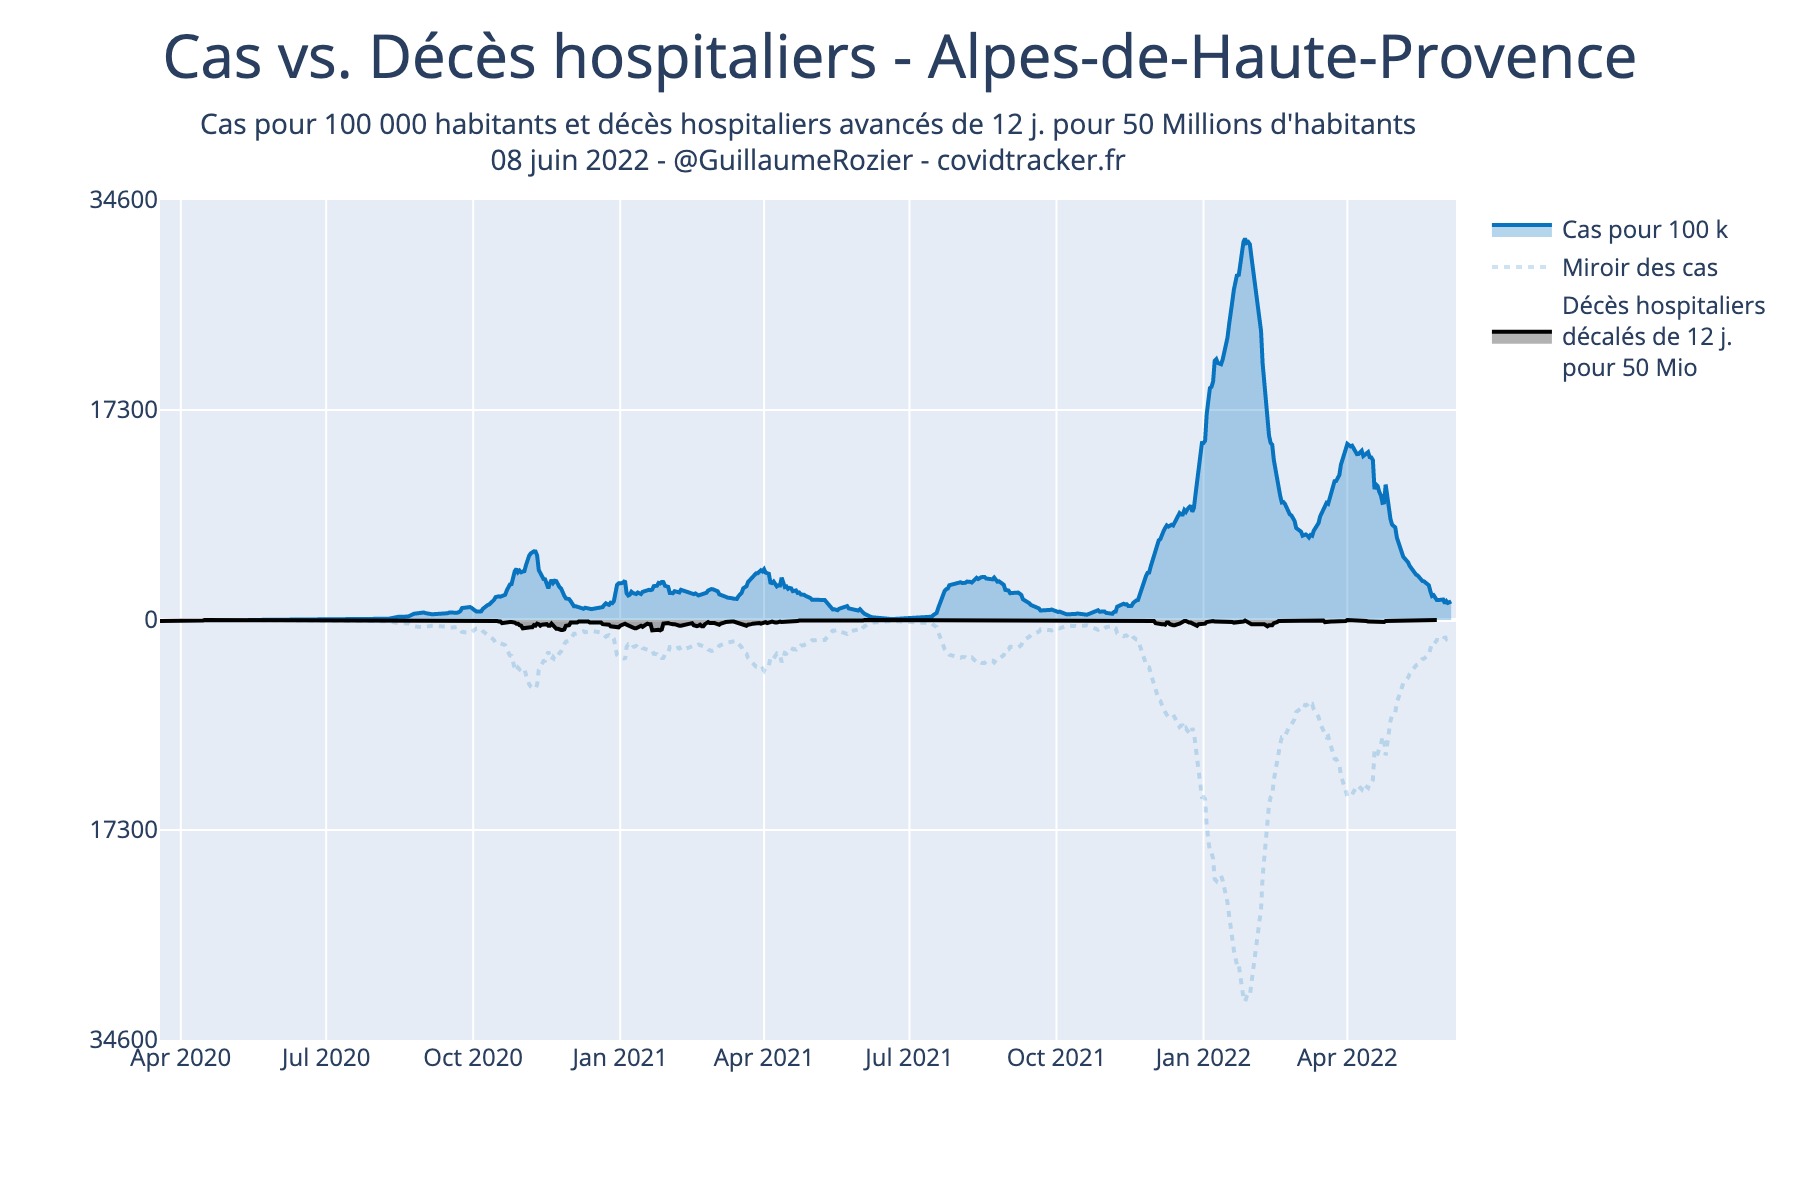 Cas vs. Décès hospitaliers - Alpes-de-Haute-Provence
Cas pour 100 000 habitants et décès hospitaliers avancés de 12 j. pour 50 Millions d'habitants
08 juin 2022 - @GuillaumeRozier - covidtracker.fr
34600
17300
0
17300
34600
Apr 2020
Jul 2020
Oct 2020
Jan 2021
Apr 2021
Jul 2021
Oct 2021
Jan 2022
Apr 2022
Cas pour 100 k
Miroir des cas
Décès hospitaliers
décalés de 12 j.
pour 50 Mio